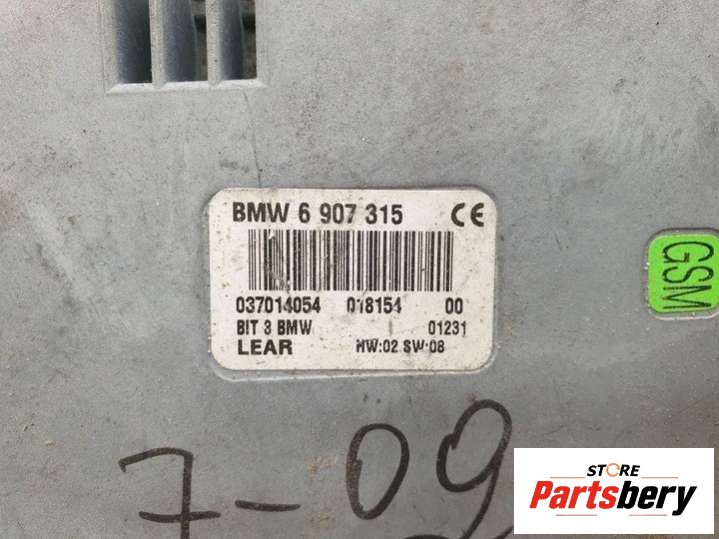 BMW 6 907 315 CE
037014054 018154 00
BIT 3 BMW 01231
LEAR HW:02 SW:08
GSM
7-09
STORE
Partsbery